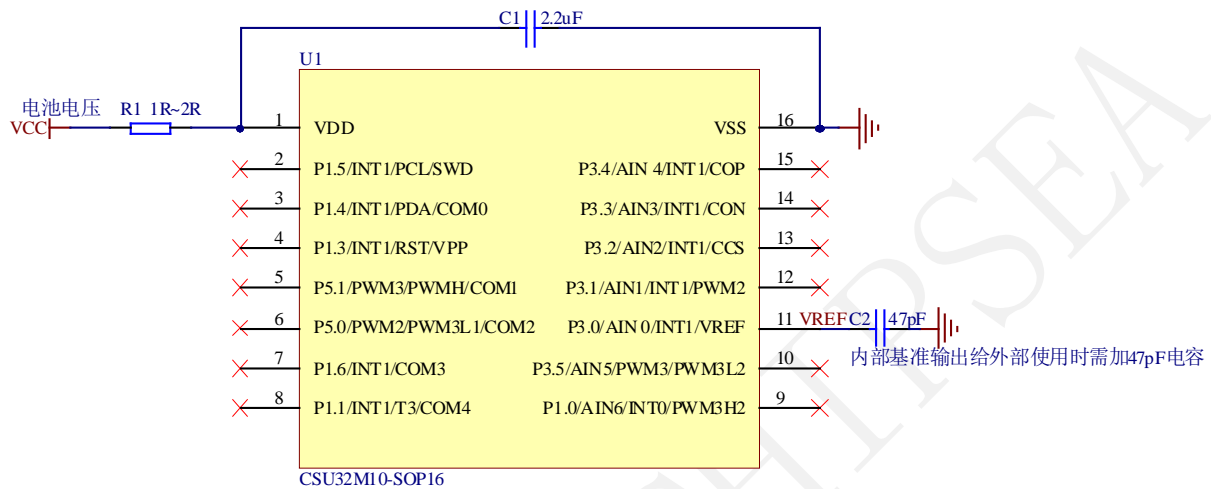 C1 2.2uF
U1
电池电压 R1 1R~2R
VCC
1 VDD VSS 16
2 P1.5/INT1/PCL/SWD P3.4/AIN 4/INT1/COP 15
3 P1.4/INT1/PDA/COM0 P3.3/AIN3/INT1/CON 14
4 P1.3/INT1/RST/VPP P3.2/AIN2/INT1/CCS 13
5 P5.1/PWM3/PWMH/COM1 P3.1/AIN1/INT1/PWM2 12
6 P5.0/PWM2/PWM3L1/COM2 P3.0/AIN 0/INT1/VREF 11 VREF C2 47pF
内部基准输出给外部使用时需加47pF电容
7 P1.6/INT1/COM3 P3.5/AIN5/PWM3/PWM3L2 10
8 P1.1/INT1/T3/COM4 P1.0/AIN6/INT0/PWM3H2 9
CSU32M10-SOP16
CHIPSEA